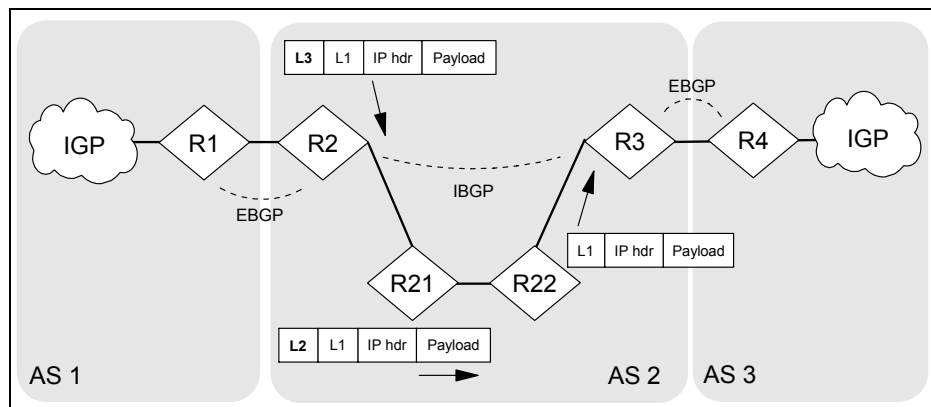 L3 L1 IP hdr Payload
EBGP
IGP R1 R2 R3 R4 IGP
EBGP
IBGP
L1 IP hdr Payload
R21 R22
L2 L1 IP hdr Payload
AS 1 AS 2 AS 3